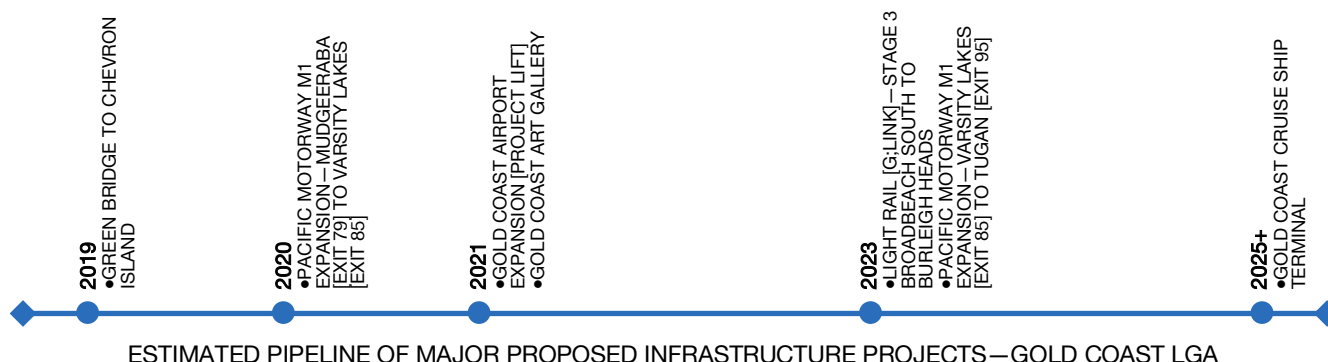 2019
•GREEN BRIDGE TO CHEVRON
ISLAND
2020
•PACIFIC MOTORWAY M1
EXPANSION—MUDGEERABA
[EXIT 79] TO VARSITY LAKES
[EXIT 85]
2021
•GOLD COAST AIRPORT
EXPANSION [PROJECT LIFT]
•GOLD COAST ART GALLERY
2023
•LIGHT RAIL [G;LINK]—STAGE 3
BROADBEACH SOUTH TO
BURLEIGH HEADS
•PACIFIC MOTORWAY M1
EXPANSION—VARSITY LAKES
[EXIT 85] TO TUGAN [EXIT 95]
2025+
•GOLD COAST CRUISE SHIP
TERMINAL
ESTIMATED PIPELINE OF MAJOR PROPOSED INFRASTRUCTURE PROJECTS—GOLD COAST LGA